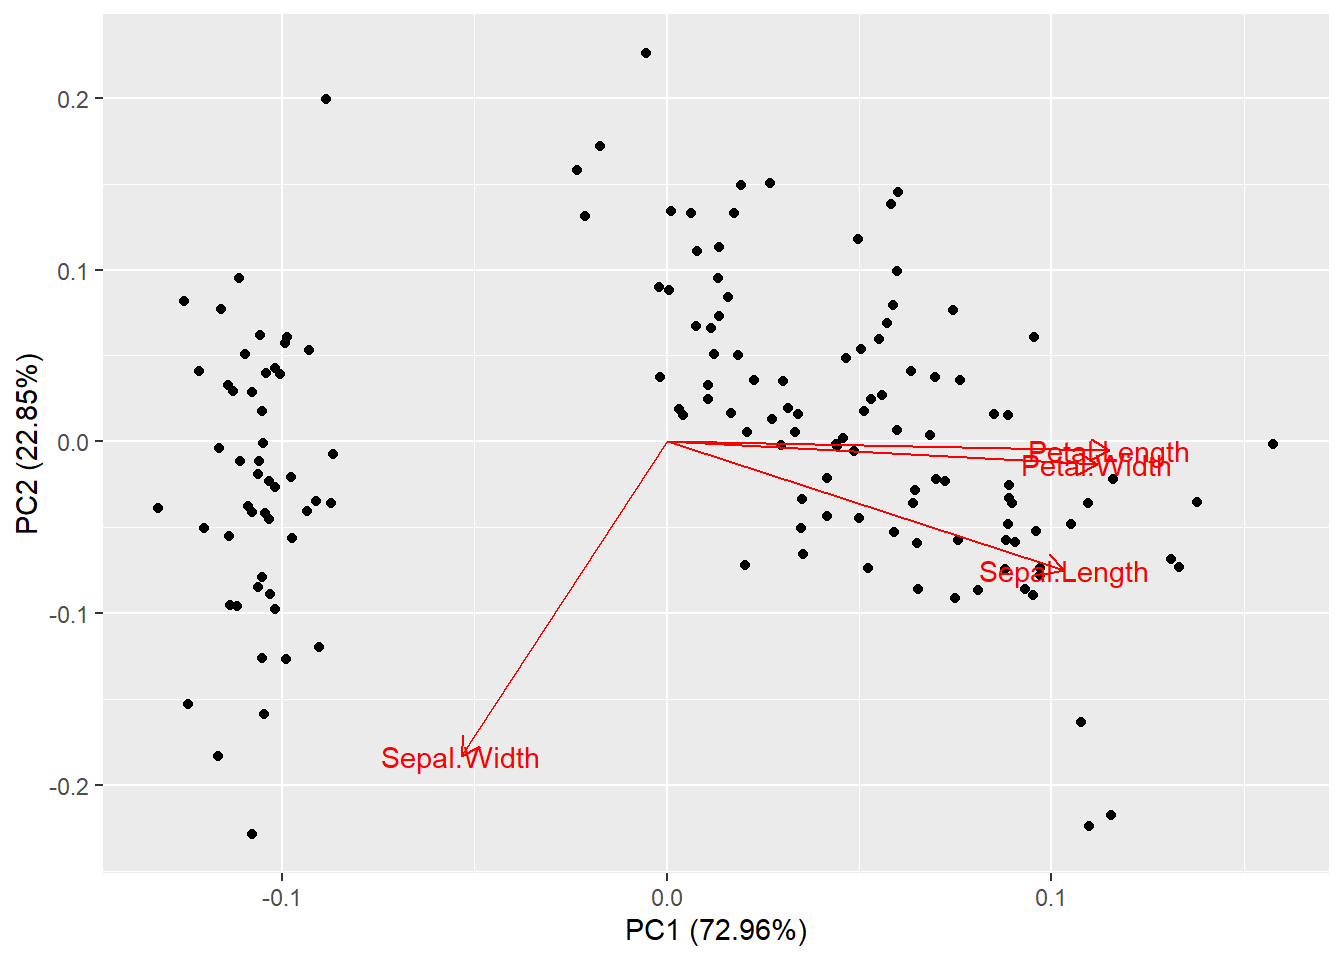 0.2
0.1
0.0
-0.1
-0.2
PC2 (22.85%)
Petal.Length
Petal.Width
Sepal.Length
Sepal.Width
-0.1
0.0
0.1
PC1 (72.96%)